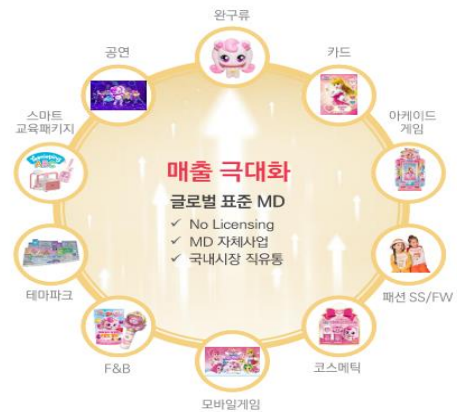 완구류
공연
카드
스마트
교육패키지
아케이드
게임
매출 극대화
글로벌 표준 MD
✓ No Licensing
✓ MD 자체사업
✓ 국내시장 직유통
테마파크
패션 SS/FW
F&B
코스메틱
모바일게임